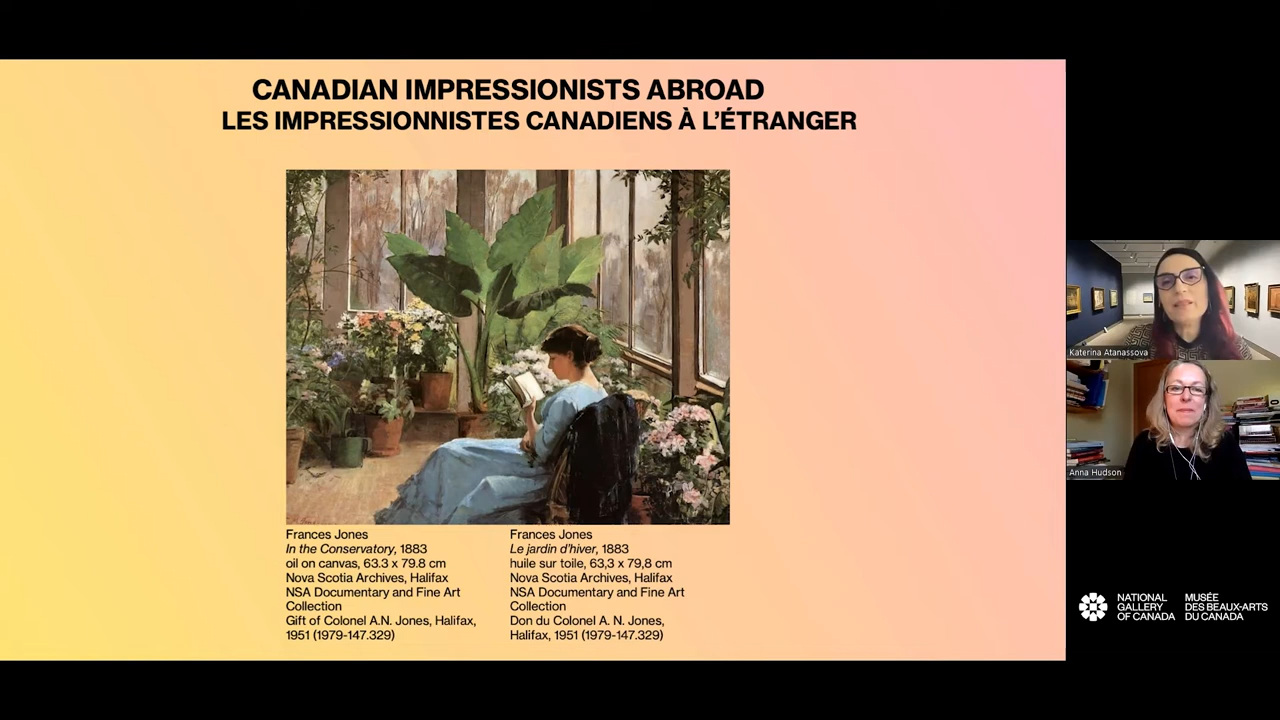 CANADIAN IMPRESSIONISTS ABROAD
LES IMPRESSIONNISTES CANADIENS À L'ÉTRANGER
Frances Jones
In the Conservatory, 1883
oil on canvas, 63.3 x 79.8 cm
Nova Scotia Archives, Halifax
NSA Documentary and Fine Art
Collection
Gift of Colonel A.N. Jones, Halifax,
1951 (1979-147.329)
Frances Jones
Le jardin d'hiver, 1883
huile sur toile, 63,3 x 79,8 cm
Nova Scotia Archives, Halifax
NSA Documentary and Fine Art
Collection
Don du Colonel A. N. Jones,
Halifax, 1951 (1979-147.329)
Katerina Atanassova
Anna Hudson
NATIONAL
GALLERY
OF CANADA
MUSÉE
DES BEAUX-ARTS
DU CANADA